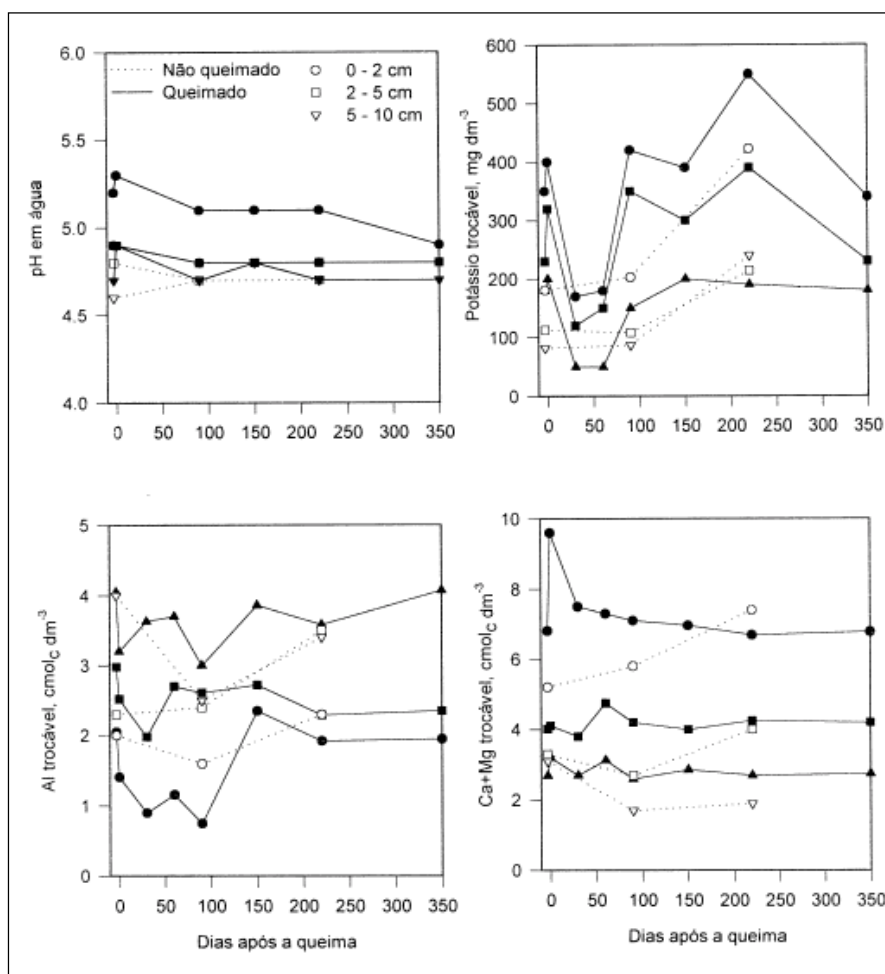 6.0
Não queimado 0 - 2 cm
Queimado 2 - 5 cm
5 - 10 cm
5.5
5.0
4.5
4.0
pH em água
0 50 100 150 200 250 300 350
600
500
400
300
200
100
0
Potássio trocável, mg dm-3
0 50 100 150 200 250 300 350
5
4
3
2
1
0
Al trocável, cmolc dm-3
0 50 100 150 200 250 300 350
Dias após a queima
10
8
6
4
2
0
Ca+Mg trocável, cmolc dm-3
0 50 100 150 200 250 300 350
Dias após a queima